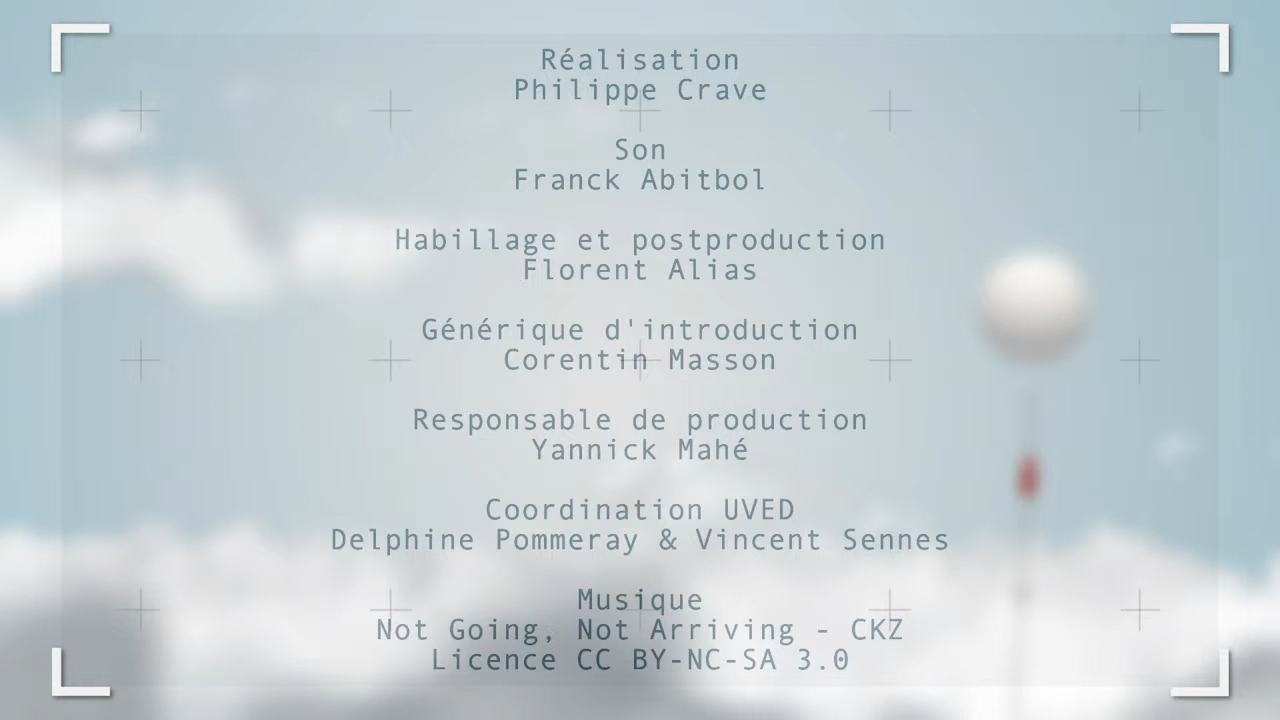 Réalisation
Philippe Crave
Son
Franck Abitbol
Habillage et postproduction
Florent Alias
Générique d'introduction
Corentin Masson
Responsable de production
Yannick Mahé
Coordination UVED
Delphine Pommeray & Vincent Sennes
Musique
Not Going, Not Arriving - CKZ
Licence CC BY-NC-SA 3.0